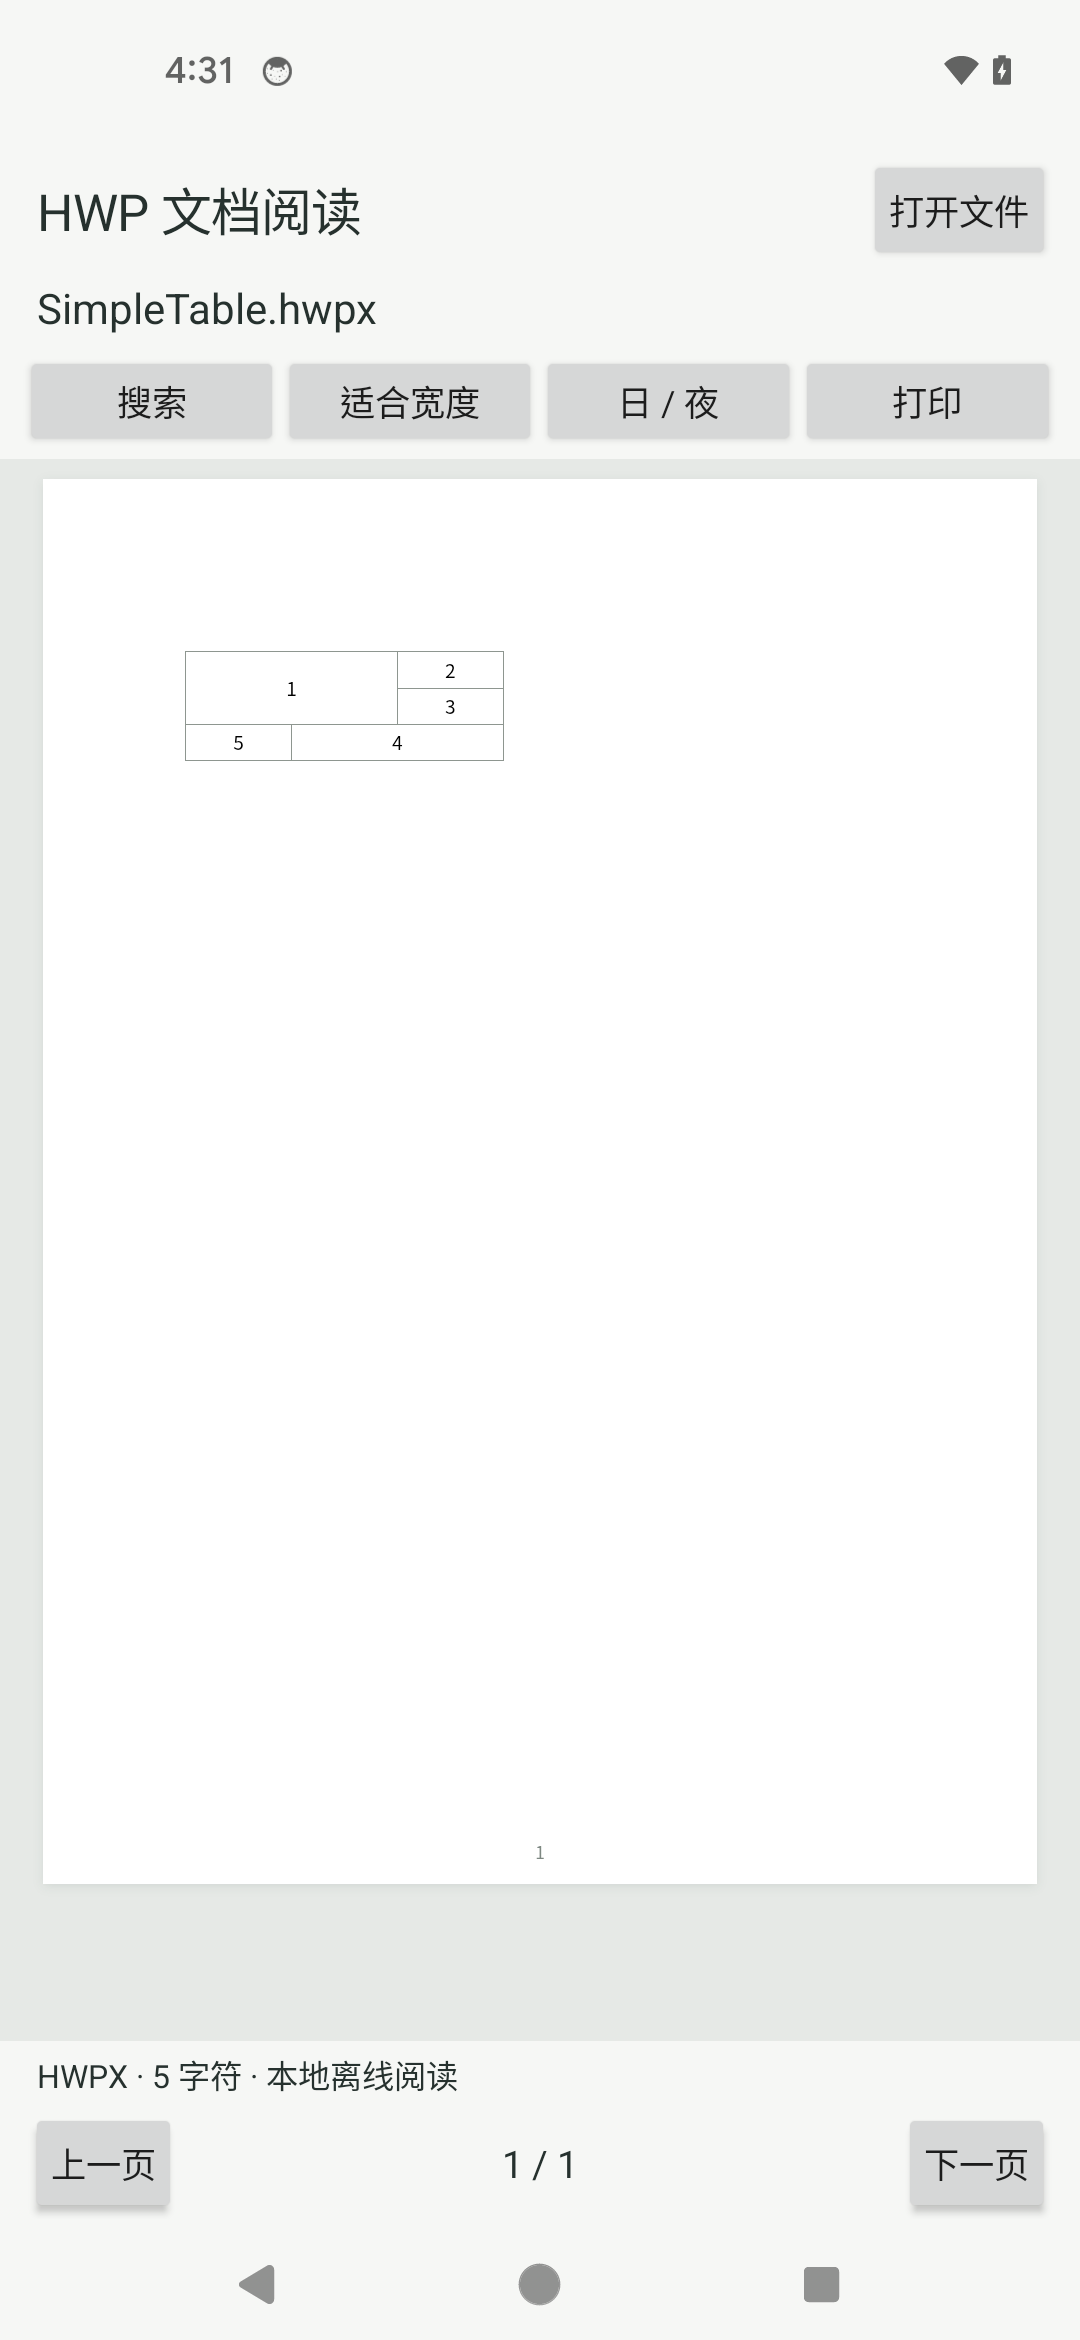 4:31
HWP 文档阅读
打开文件
SimpleTable.hwpx
搜索 适合宽度 日 / 夜 打印
1 2
3
5 4
1
HWPX · 5 字符 · 本地离线阅读
上一页 1 / 1 下一页